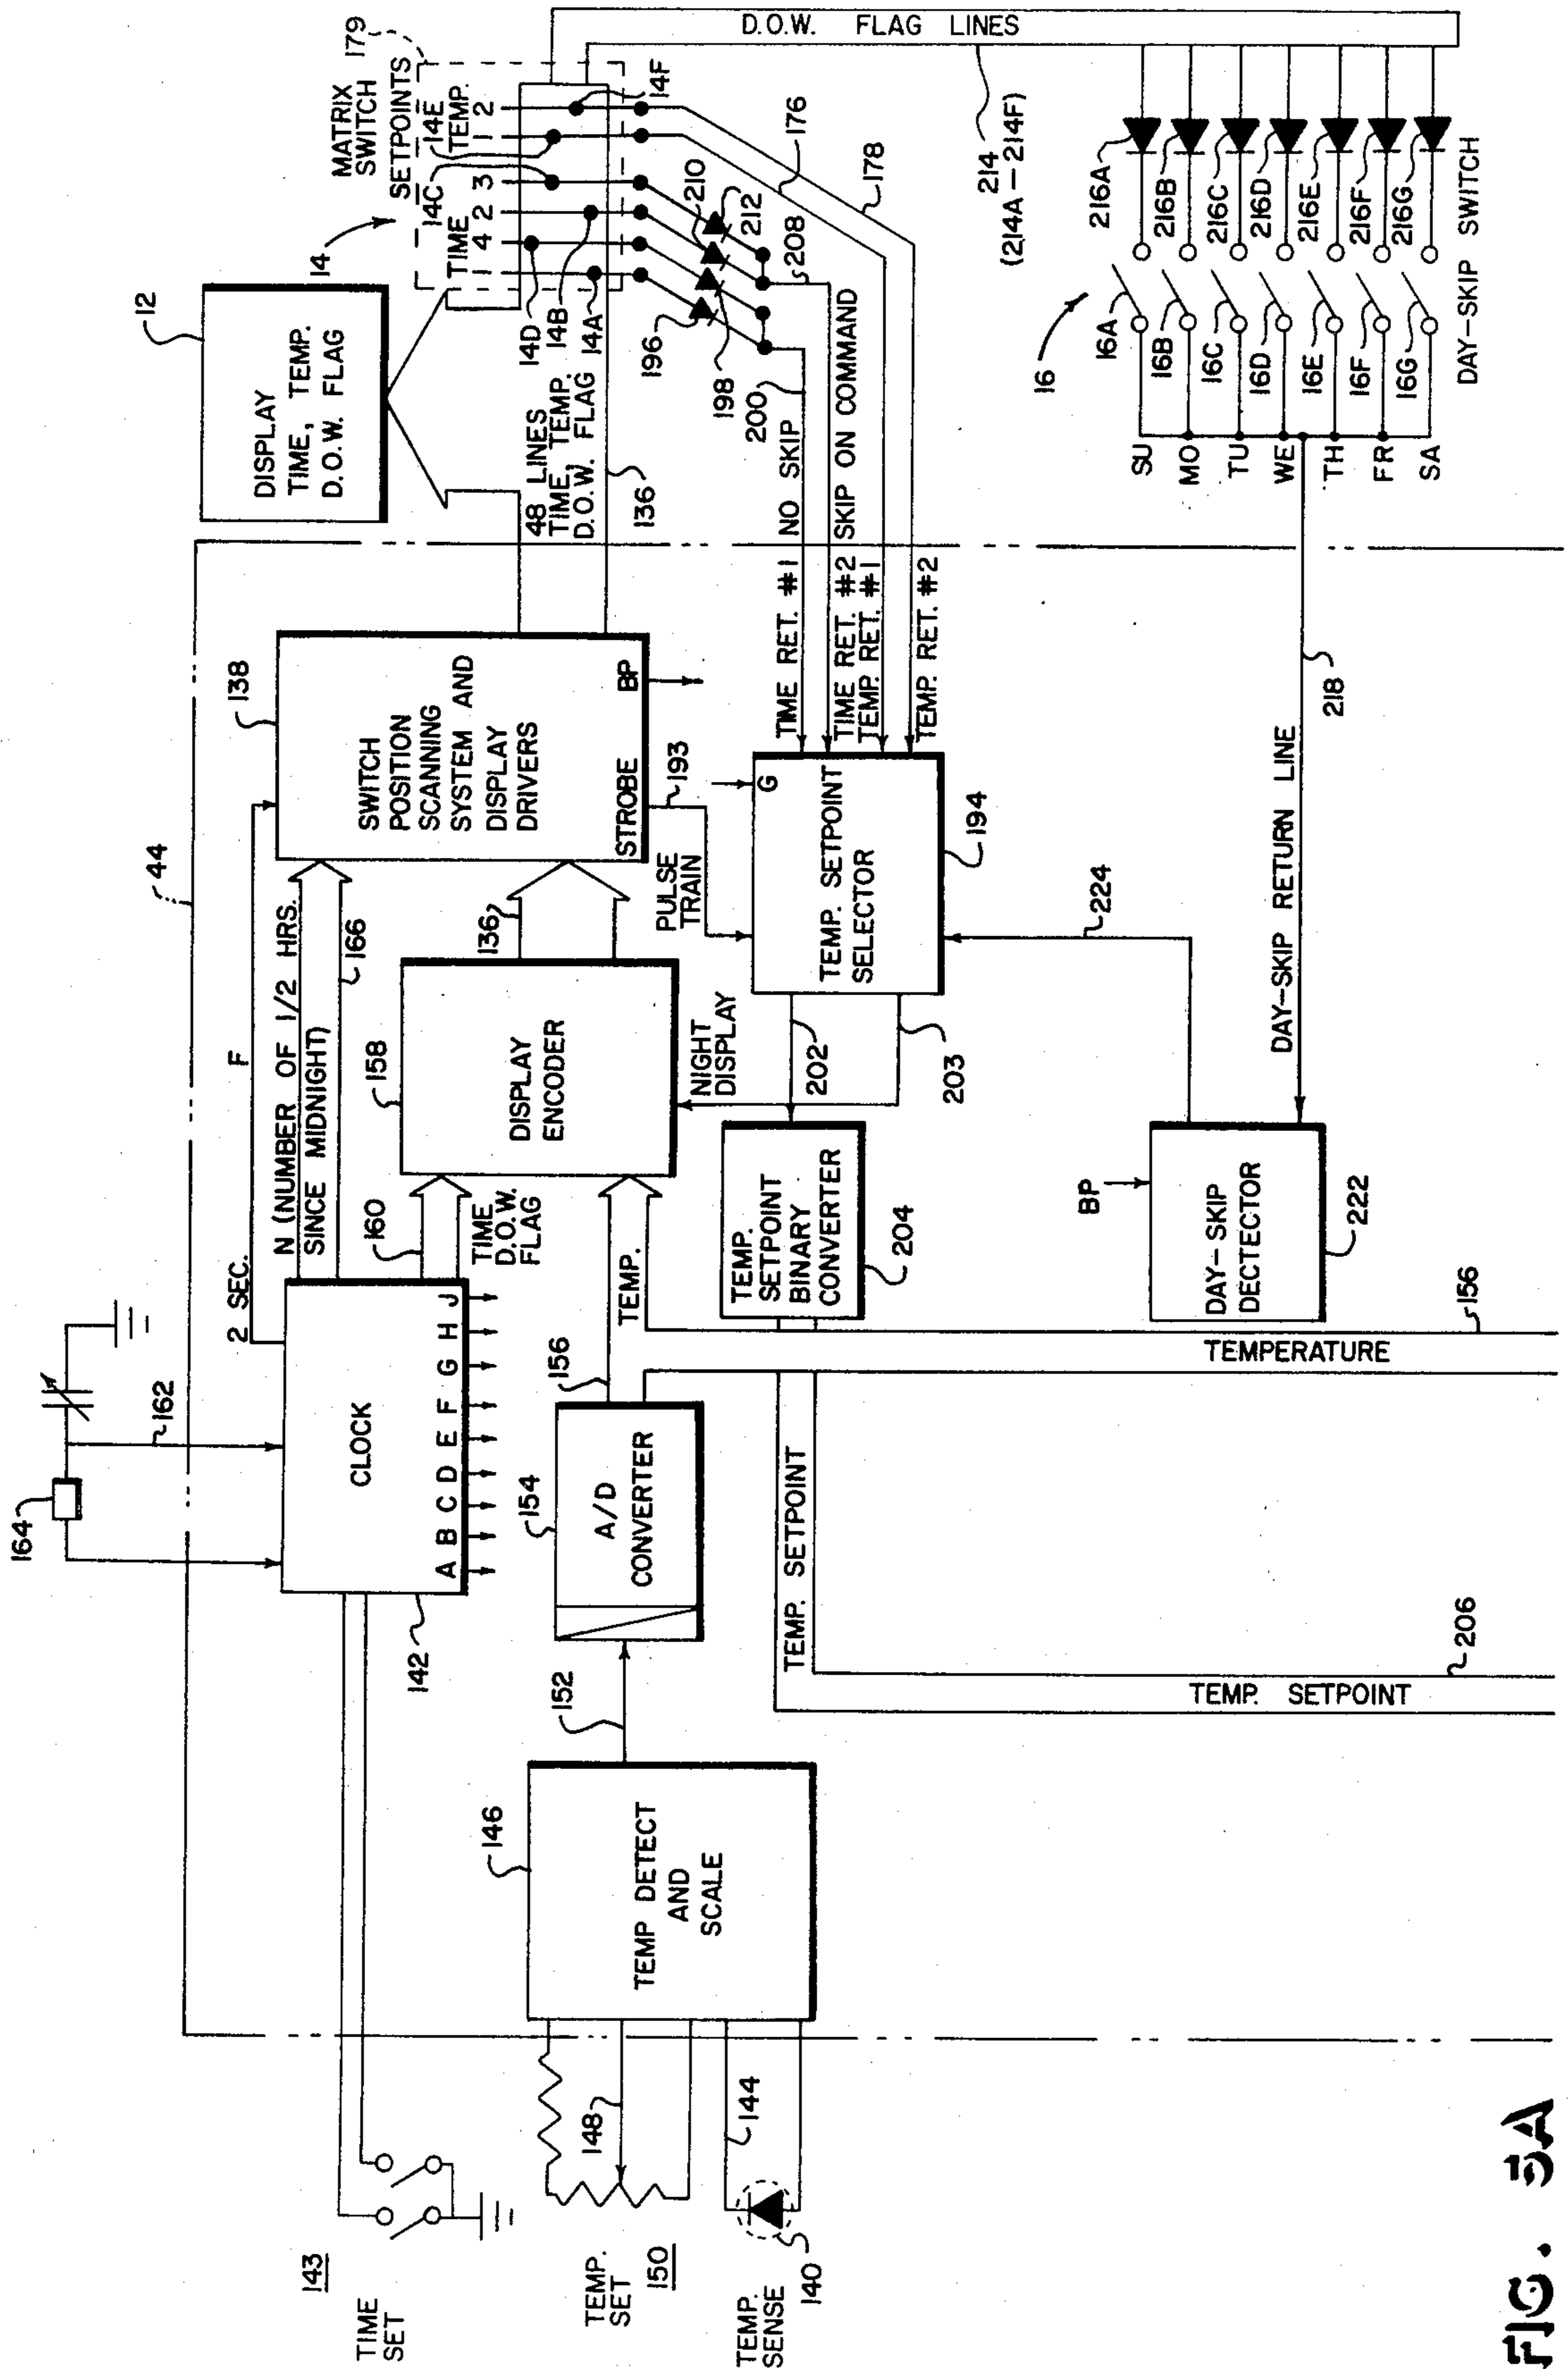 44
12
DISPLAY
TIME, TEMP.
D.O.W. FLAG
MATRIX
SWITCH
179
14
SETPOINTS
TIME
TEMP.
1
4
2
3
1
2
14C
14E
14F
14D
14B
14A
196
198
210
212
200
208
176
178
D.O.W. FLAG LINES
214
(214A-214F)
48 LINES
TIME, TEMP.
D.O.W. FLAG
136
138
SWITCH
POSITION
SCANNING
SYSTEM AND
DISPLAY
DRIVERS
STROBE
BP
193
PULSE
TRAIN
2 SEC.
F
N (NUMBER OF 1/2 HRS.
SINCE MIDNIGHT)
166
164
162
CLOCK
A B C D E F G H J
142
143
TIME
SET
160
TIME
D.O.W.
FLAG
158
DISPLAY
ENCODER
136
NIGHT
DISPLAY
TIME RET. #1 NO SKIP
TIME RET. #2 SKIP ON COMMAND
TEMP. RET. #1
TEMP. RET. #2
G
TEMP. SETPOINT
SELECTOR
194
202
203
224
TEMP.
SETPOINT
BINARY
CONVERTER
204
TEMP.
156
154
A/D
CONVERTER
152
146
TEMP DETECT
AND
SCALE
148
144
TEMP.
SET
150
TEMP.
SENSE
140
TEMP. SETPOINT
TEMP. SETPOINT
206
TEMPERATURE
156
BP
DAY-SKIP
DECTECTOR
222
DAY-SKIP RETURN LINE
218
16
SU
MO
TU
WE
TH
FR
SA
16A
16B
16C
16D
16E
16F
16G
216A
216B
216C
216D
216E
216F
216G
DAY-SKIP SWITCH
FIG. 3A